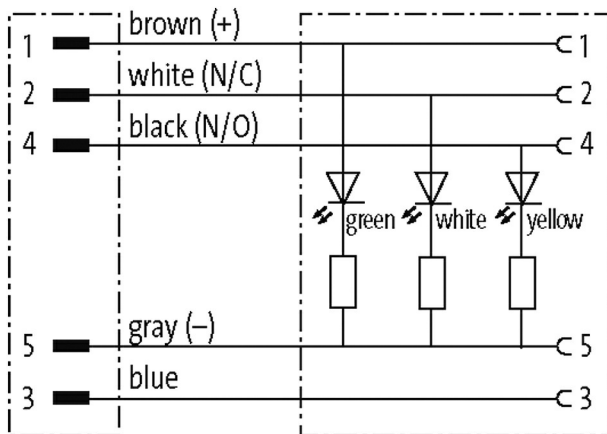 brown (+)
1 1
white (N/C)
2 2
black (N/O)
4 4
green white yellow
gray (–)
5 5
blue
3 3